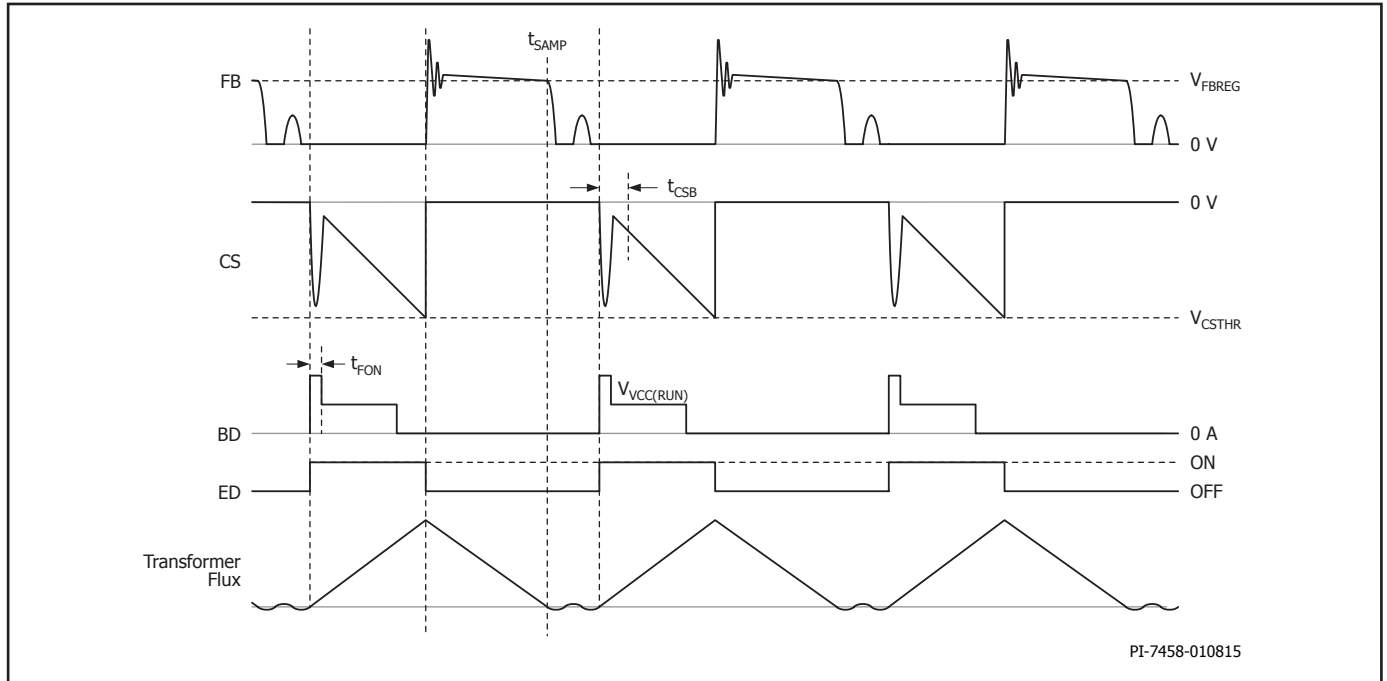 t_SAMP
FB
V_FBREG
0 V
t_CSB
0 V
CS
V_CSTHR
t_FON
V_VCC(RUN)
BD
0 A
ON
ED
OFF
Transformer
Flux
PI-7458-010815